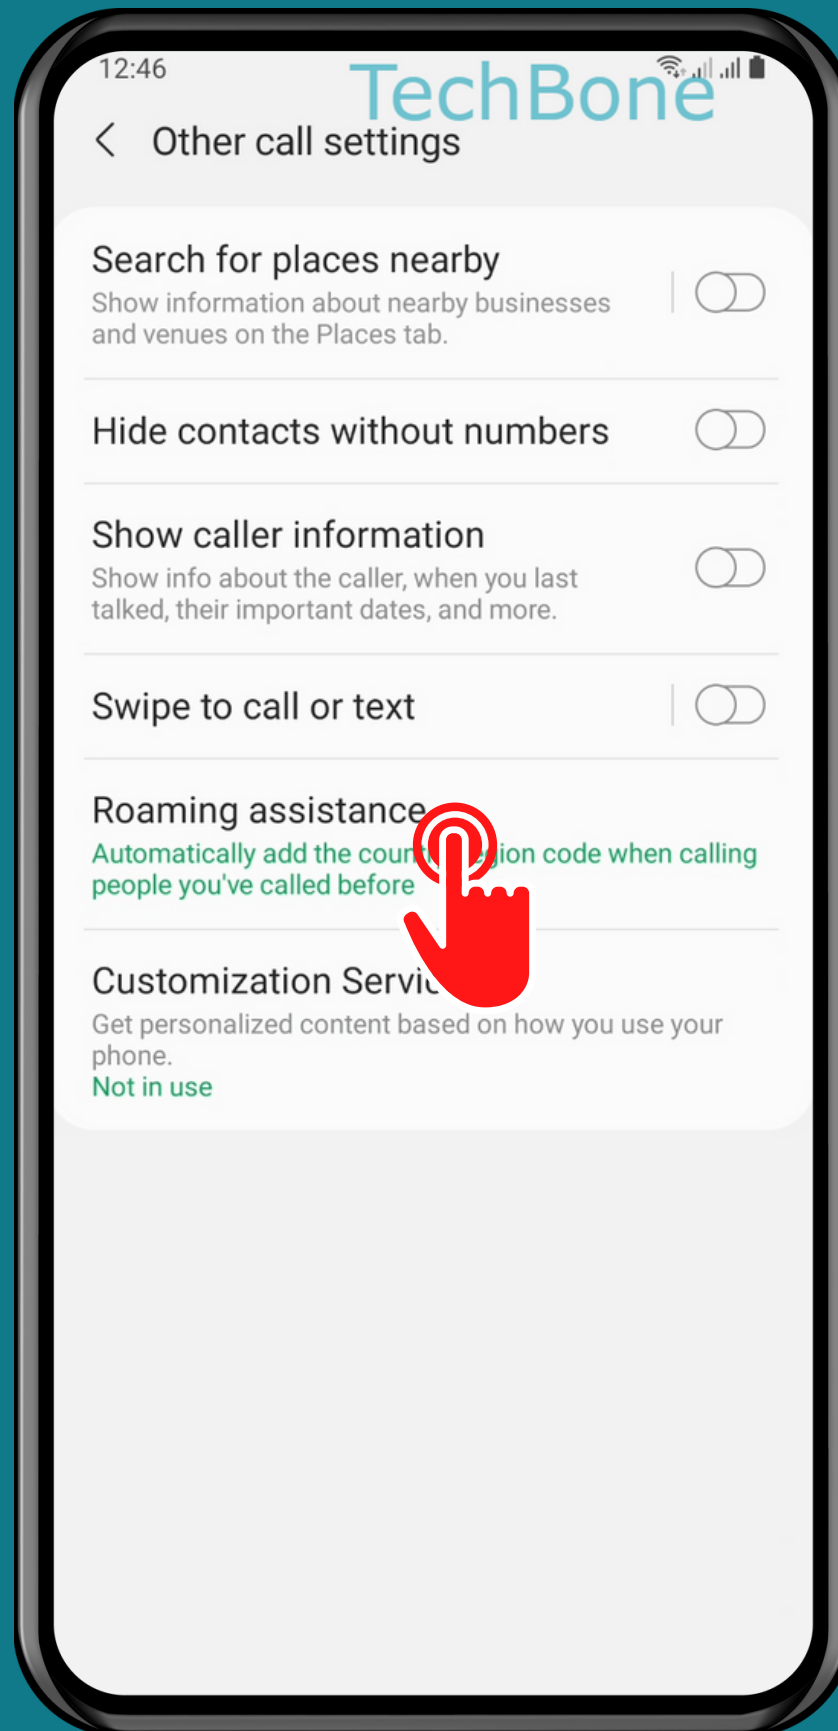 12:46
TechBone
Other call settings
Search for places nearby
Show information about nearby businesses
and venues on the Places tab.
Hide contacts without numbers
Show caller information
Show info about the caller, when you last
talked, their important dates, and more.
Swipe to call or text
Roaming assistance
Automatically add the code when calling
people you've called before
Customization
Get personalized content based on how you use your
phone.
Not in use